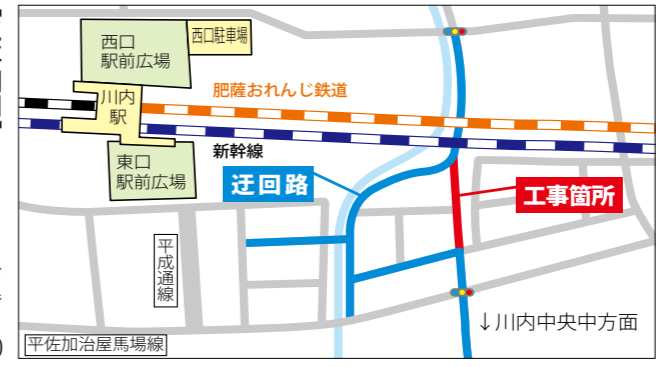 西口
駅前広場
西口駐車場
川内
駅
肥薩おれんじ鉄道
新幹線
東口
駅前広場
迂回路
工事箇所
平成通線
↓川内中央中方面
平佐加治屋馬場線